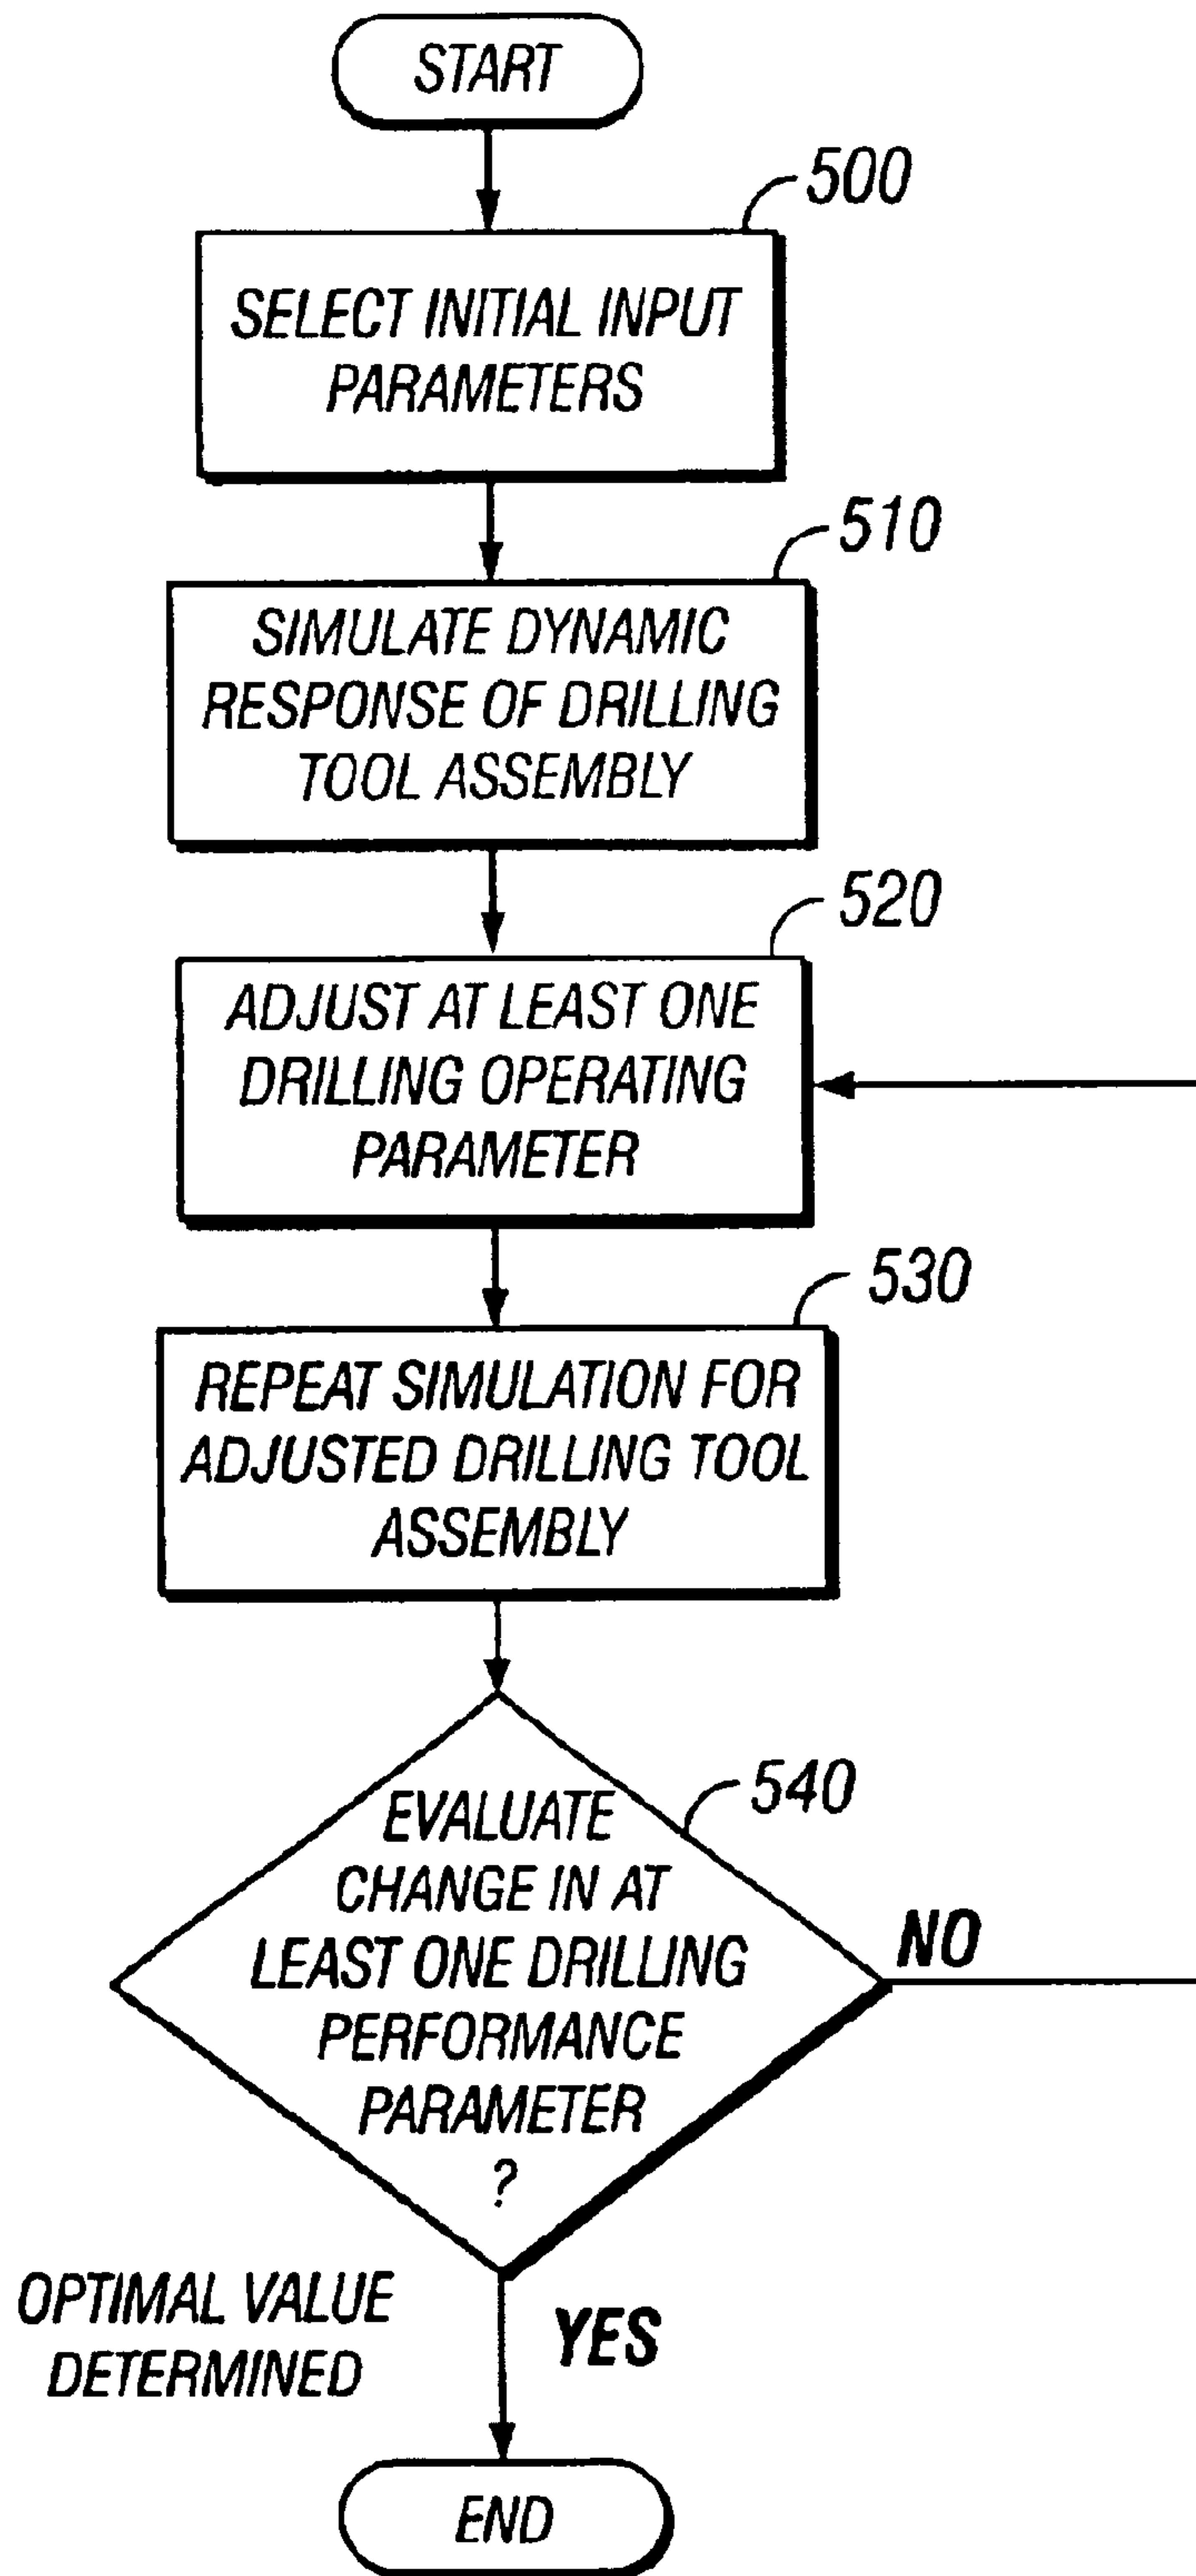 START
500
SELECT INITIAL INPUT
PARAMETERS
510
SIMULATE DYNAMIC
RESPONSE OF DRILLING
TOOL ASSEMBLY
520
ADJUST AT LEAST ONE
DRILLING OPERATING
PARAMETER
530
REPEAT SIMULATION FOR
ADJUSTED DRILLING TOOL
ASSEMBLY
540
EVALUATE
CHANGE IN AT
LEAST ONE DRILLING
PERFORMANCE
PARAMETER
?
NO
OPTIMAL VALUE
DETERMINED
YES
END